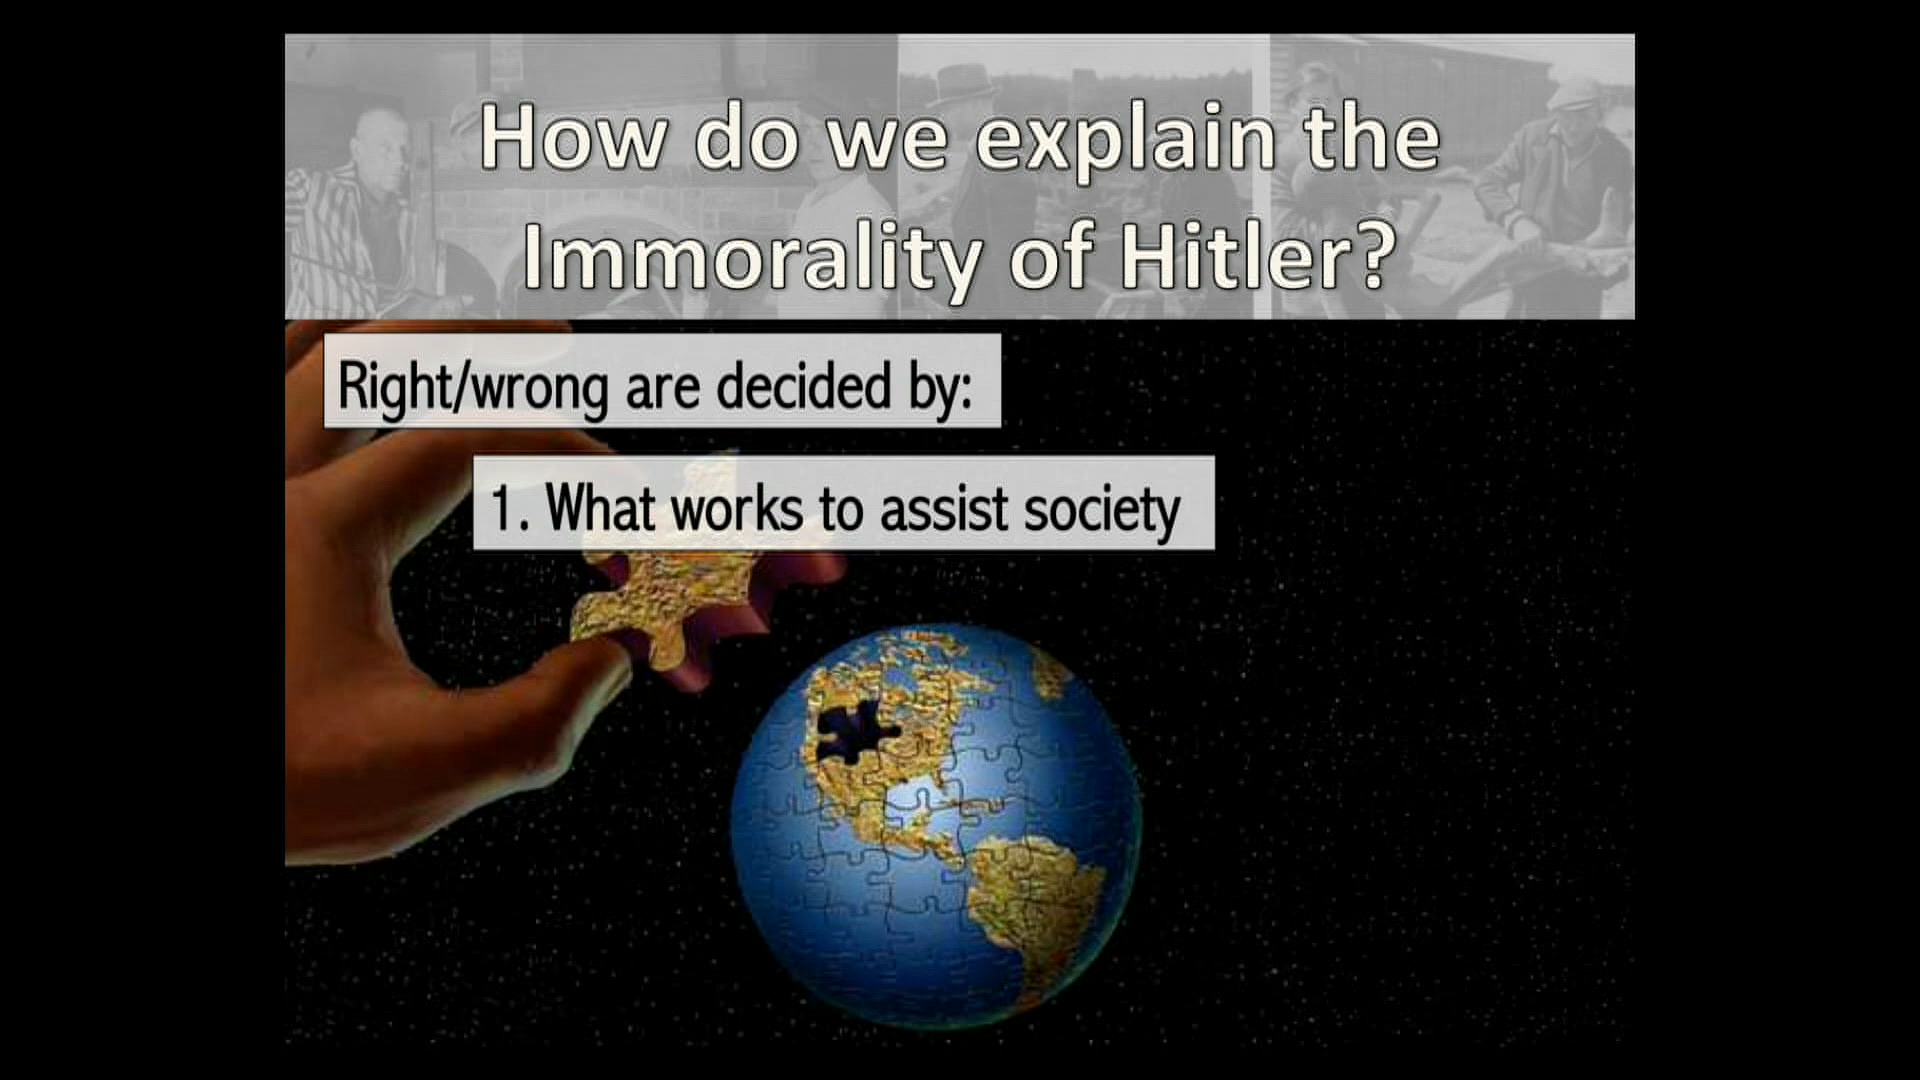 How do we explain the
Immorality of Hitler?
Right/wrong are decided by:
1. What works to assist society